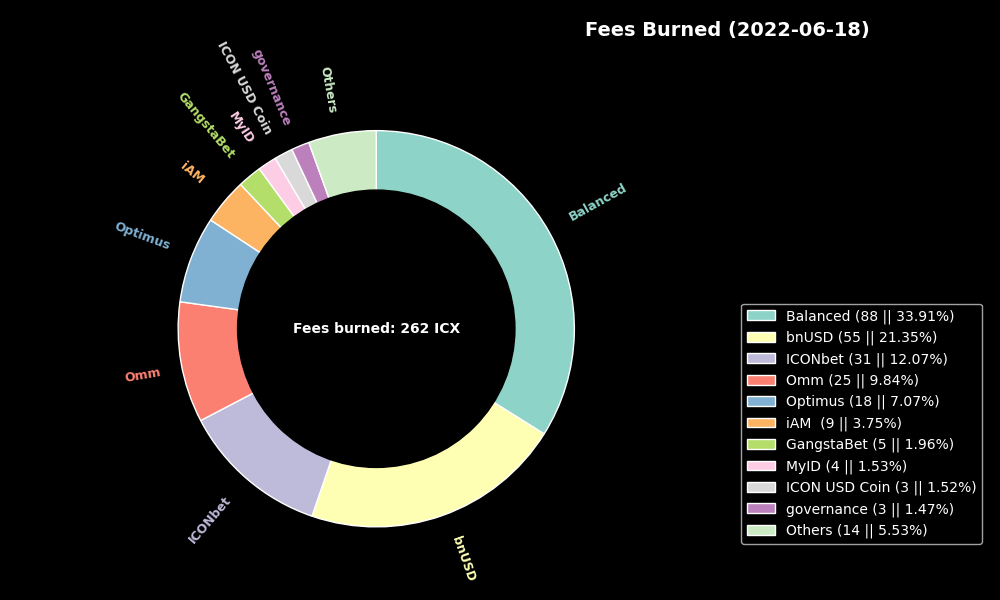 Fees Burned (2022-06-18)
Others
governance
ICON USD Coin
MyID
GangstaBet
iAM
Optimus
Omm
ICONbet
bnUSD
Balanced
Fees burned: 262 ICX
Balanced (88 || 33.91%)
bnUSD (55 || 21.35%)
ICONbet (31 || 12.07%)
Omm (25 || 9.84%)
Optimus (18 || 7.07%)
iAM  (9 || 3.75%)
GangstaBet (5 || 1.96%)
MyID (4 || 1.53%)
ICON USD Coin (3 || 1.52%)
governance (3 || 1.47%)
Others (14 || 5.53%)